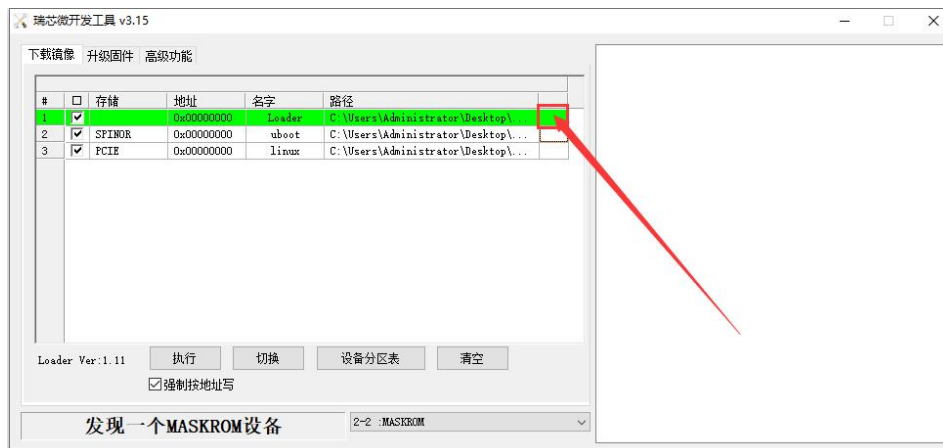 瑞芯微开发工具 v3.15
下载镜像 升级固件 高级功能
# 存储 地址 名字 路径
1 0x00000000 Loader C:\Users\Administrator\Desktop\...
2 SPINOR 0x00000000 uboot C:\Users\Administrator\Desktop\...
3 PCIE 0x00000000 linux C:\Users\Administrator\Desktop\...
Loader Ver:1.11 执行 切换 设备分区表 清空
强制按地址写
发现一个MASKROM设备 2-2 :MASKROM